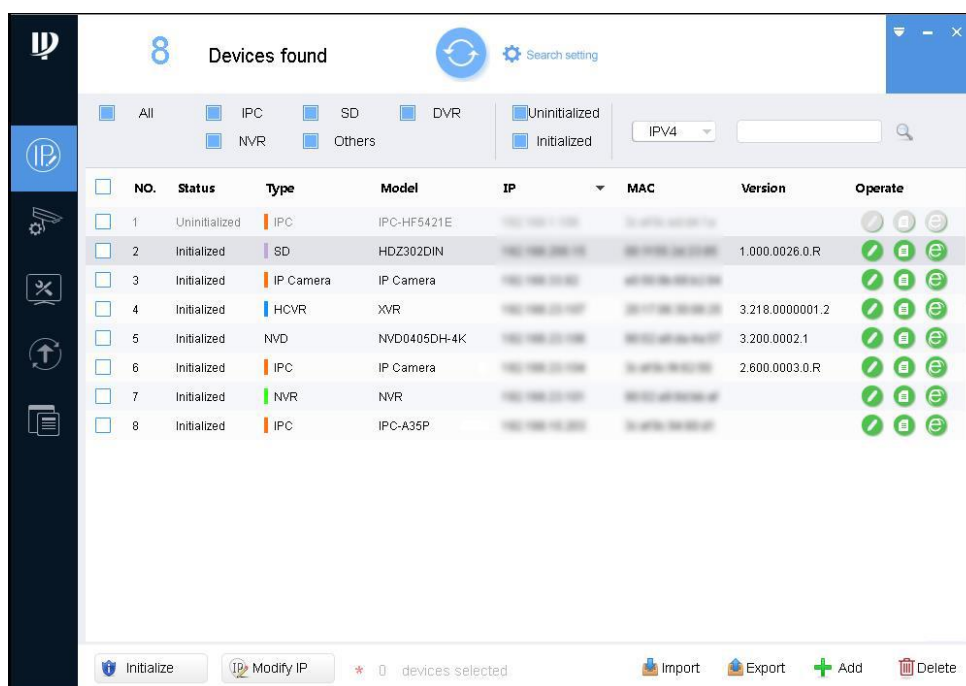 8 Devices found Search setting
All IPC SD DVR Uninitialized
NVR Others Initialized IPV4
NO. Status Type Model IP MAC Version Operate
1 Uninitialized IPC IPC-HF5421E
2 Initialized SD HDZ302DIN 1.000.0026.0.R
3 Initialized IP Camera IP Camera
4 Initialized HCVR XVR 3.218.0000001.2
5 Initialized NVD NVD0405DH-4K 3.200.0002.1
6 Initialized IPC IP Camera 2.600.0003.0.R
7 Initialized NVR NVR
8 Initialized IPC IPC-A35P
Initialize IP Modify IP * 0 devices selected Import Export Add Delete